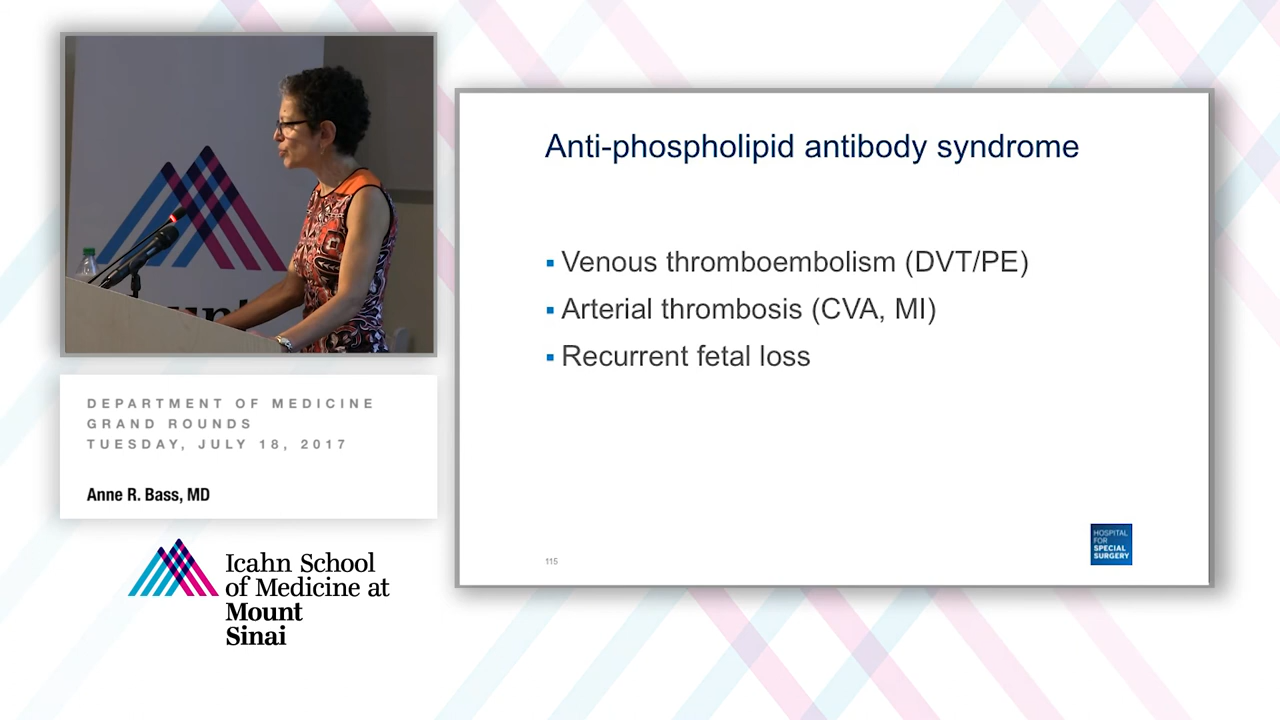 DEPARTMENT OF MEDICINE
GRAND ROUNDS
TUESDAY, JULY 18, 2017
Anne R. Bass, MD
Icahn School
of Medicine at
Mount
Sinai
Anti-phospholipid antibody syndrome
▪ Venous thromboembolism (DVT/PE)
▪ Arterial thrombosis (CVA, MI)
▪ Recurrent fetal loss
115
HOSPITAL
FOR
SPECIAL
SURGERY